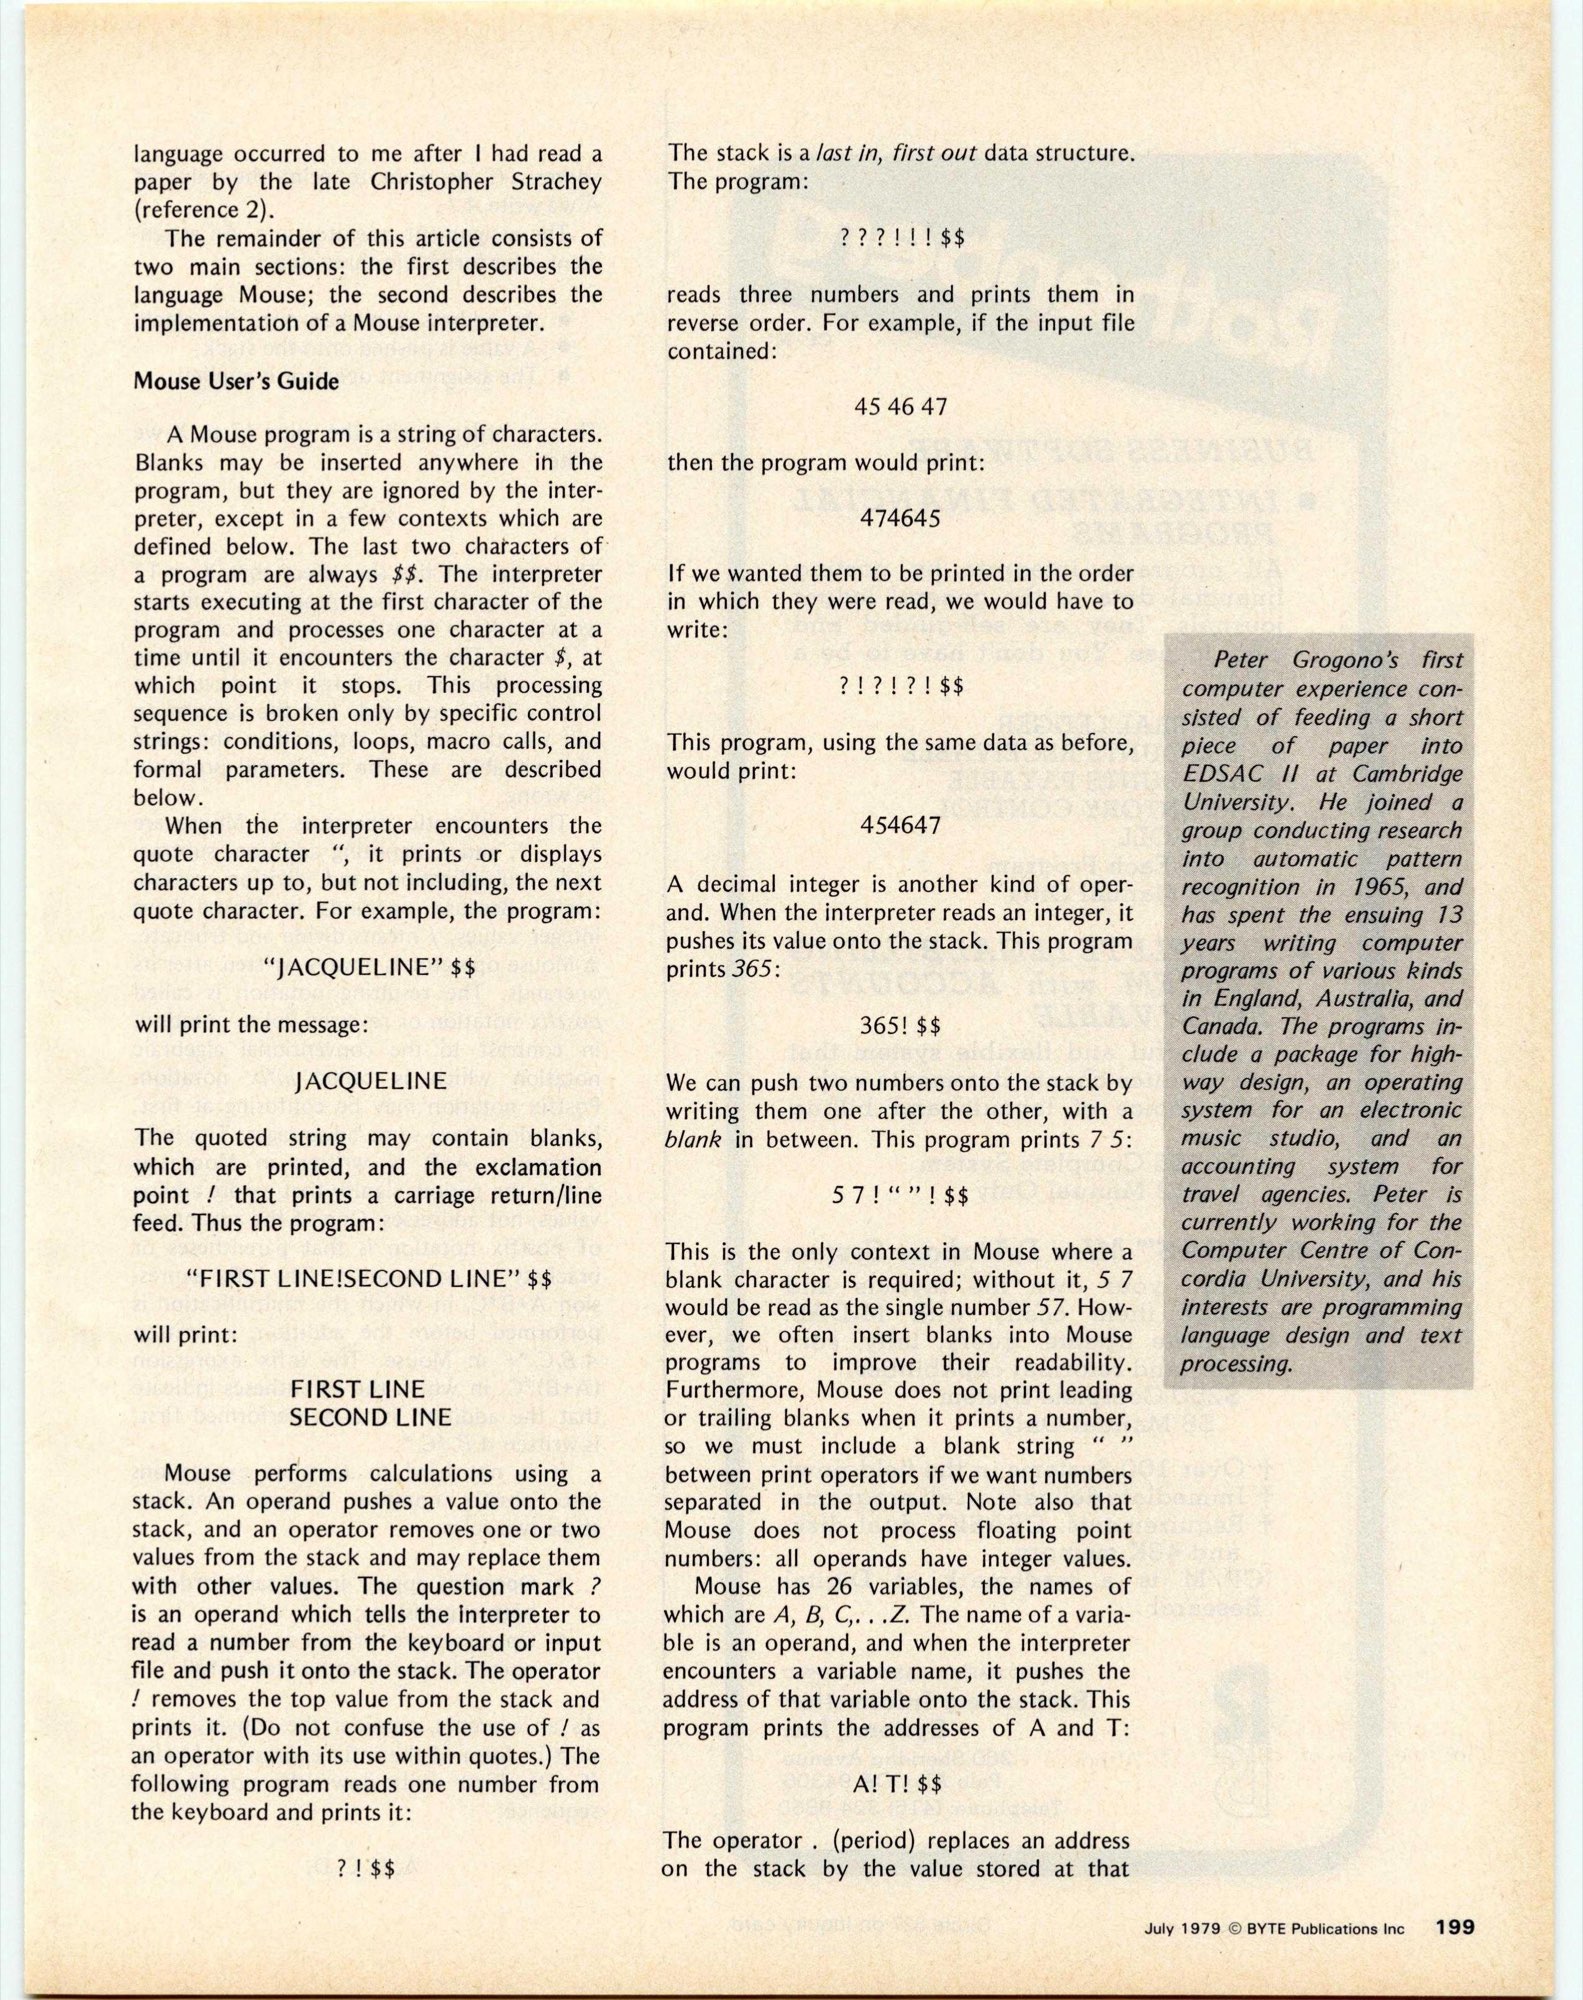 language occurred to me after I had read a
paper by the late Christopher Strachey
(reference 2).
The remainder of this article consists of
two main sections: the first describes the
language Mouse; the second describes the
implementation of a Mouse interpreter.
Mouse User's Guide
A Mouse program is a string of characters.
Blanks may be inserted anywhere in the
program, but they are ignored by the inter-
preter, except in a few contexts which are
defined below. The last two characters of
a program are always $$. The interpreter
starts executing at the first character of the
program and processes one character at a
time until it encounters the character $, at
which point it stops. This processing
sequence is broken only by specific control
strings: conditions, loops, macro calls, and
formal parameters. These are described
below.
When the interpreter encounters the
quote character “, it prints or displays
characters up to, but not including, the next
quote character. For example, the program:
“JACQUELINE” $$
will print the message:
JACQUELINE
The quoted string may contain blanks,
which are printed, and the exclamation
point ! that prints a carriage return/line
feed. Thus the program:
“FIRST LINE!SECOND LINE” $$
will print:
FIRST LINE
SECOND LINE
Mouse performs calculations using a
stack. An operand pushes a value onto the
stack, and an operator removes one or two
values from the stack and may replace them
with other values. The question mark ?
is an operand which tells the interpreter to
read a number from the keyboard or input
file and push it onto the stack. The operator
! removes the top value from the stack and
prints it. (Do not confuse the use of ! as
an operator with its use within quotes.) The
following program reads one number from
the keyboard and prints it:
? ! $$
The stack is a last in, first out data structure.
The program:
? ? ? ! ! ! $$
reads three numbers and prints them in
reverse order. For example, if the input file
contained:
45 46 47
then the program would print:
474645
If we wanted them to be printed in the order
in which they were read, we would have to
write:
? ! ? ! ? ! $$
This program, using the same data as before,
would print:
454647
A decimal integer is another kind of oper-
and. When the interpreter reads an integer, it
pushes its value onto the stack. This program
prints 365:
365! $$
We can push two numbers onto the stack by
writing them one after the other, with a
blank in between. This program prints 7 5:
5 7 ! “ ” ! $$
This is the only context in Mouse where a
blank character is required; without it, 5 7
would be read as the single number 57. How-
ever, we often insert blanks into Mouse
programs to improve their readability.
Furthermore, Mouse does not print leading
or trailing blanks when it prints a number,
so we must include a blank string “ ”
between print operators if we want numbers
separated in the output. Note also that
Mouse does not process floating point
numbers: all operands have integer values.
Mouse has 26 variables, the names of
which are A, B, C,. . .Z. The name of a varia-
ble is an operand, and when the interpreter
encounters a variable name, it pushes the
address of that variable onto the stack. This
program prints the addresses of A and T:
A! T! $$
The operator . (period) replaces an address
on the stack by the value stored at that
Peter Grogono's first
computer experience con-
sisted of feeding a short
piece of paper into
EDSAC II at Cambridge
University. He joined a
group conducting research
into automatic pattern
recognition in 1965, and
has spent the ensuing 13
years writing computer
programs of various kinds
in England, Australia, and
Canada. The programs in-
clude a package for high-
way design, an operating
system for an electronic
music studio, and an
accounting system for
travel agencies. Peter is
currently working for the
Computer Centre of Con-
cordia University, and his
interests are programming
language design and text
processing.
July 1979 © BYTE Publications Inc 199